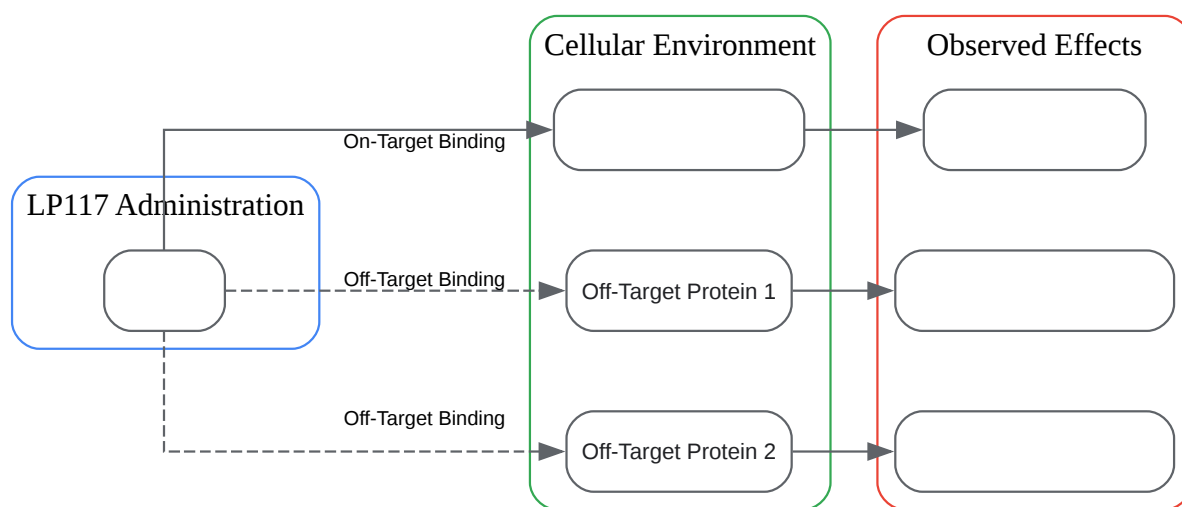 Cellular Environment
Observed Effects
On-Target Binding
LP117 Administration
Off-Target Binding
Off-Target Protein 1
Off-Target Binding
Off-Target Protein 2